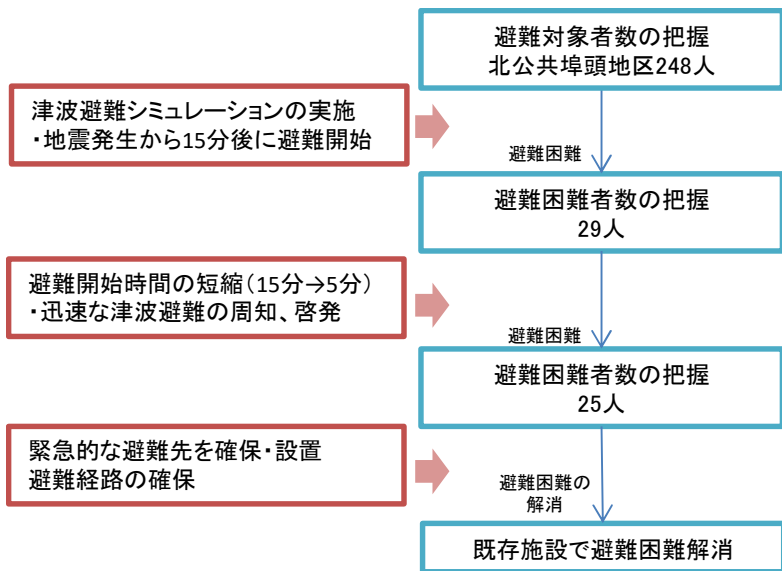 避難対象者数の把握
北公共埠頭地区248人
津波避難シミュレーションの実施
・地震発生から15分後に避難開始
避難困難
避難困難者数の把握
29人
避難開始時間の短縮（15分→5分）
・迅速な津波避難の周知、啓発
避難困難
避難困難者数の把握
25人
緊急的な避難先を確保・設置
避難経路の確保
避難困難の
解消
既存施設で避難困難解消